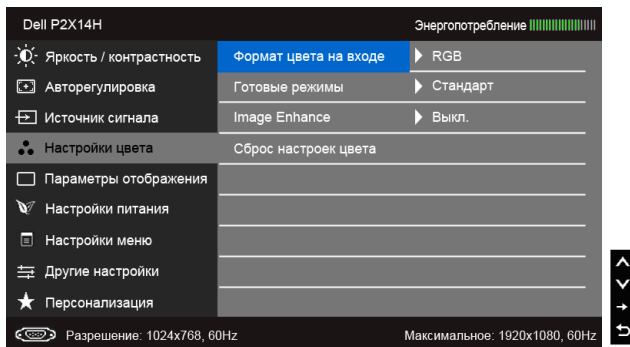 Dell P2X14H Энергопотребление
Яркость / контрастность Формат цвета на входе RGB
Авторегулировка Готовые режимы Стандарт
Источник сигнала Image Enhance Выкл.
Настройки цвета Сброс настроек цвета
Параметры отображения
Настройки питания
Настройки меню
Другие настройки
Персонализация
Разрешение: 1024x768, 60Hz Максимальное: 1920x1080, 60Hz